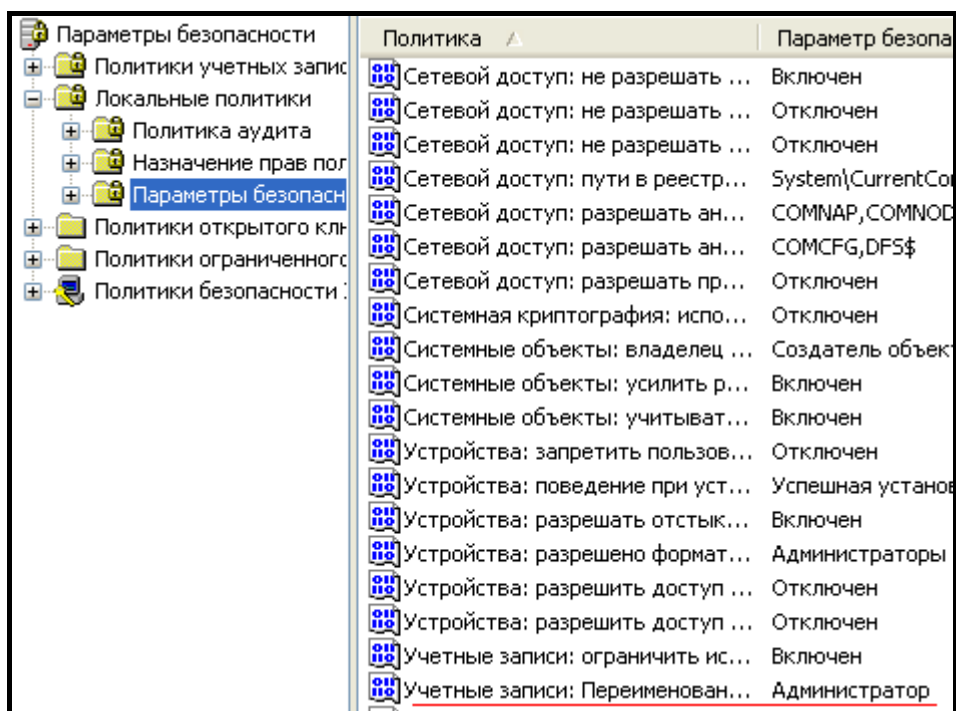 Параметры безопасности
Политики учетных запис
Локальные политики
Политика аудита
Назначение прав пол
Параметры безопасн
Политики открытого клн
Политики ограниченного
Политики безопасности
Политика Параметр безопа
Сетевой доступ: не разрешать ... Включен
Сетевой доступ: не разрешать ... Отключен
Сетевой доступ: не разрешать ... Отключен
Сетевой доступ: пути в реестр... System\CurrentCo
Сетевой доступ: разрешать ан... COMNAP,COMNOD
Сетевой доступ: разрешать ан... COMCFG,DFS$
Сетевой доступ: разрешать пр... Отключен
Системная криптография: испо... Отключен
Системные объекты: владелец ... Создатель объект
Системные объекты: усилить р... Включен
Системные объекты: учитыват... Включен
Устройства: запретить пользов... Отключен
Устройства: поведение при уст... Успешная установ
Устройства: разрешать отстык... Включен
Устройства: разрешено формат... Администраторы
Устройства: разрешить доступ ... Отключен
Устройства: разрешить доступ ... Отключен
Учетные записи: ограничить ис... Включен
Учетные записи: Переименован... Администратор